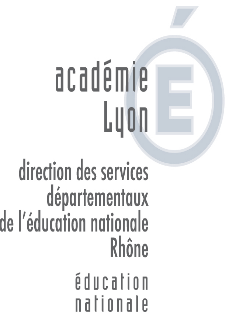 académie
Lyon
É
direction des services
départementaux
de l'éducation nationale
Rhône
éducation
nationale